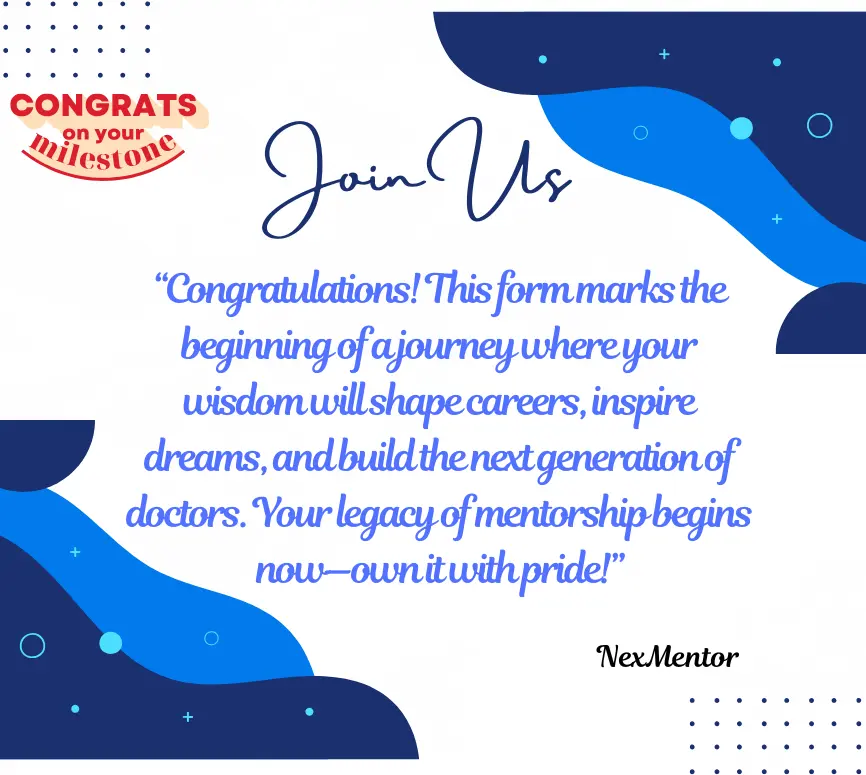 CONGRATS
on your
milestone
Join Us
“Congratulations! This form marks the
beginning of a journey where your
wisdom will shape careers, inspire
dreams, and build the next generation of
doctors. Your legacy of mentorship begins
now—own it with pride!”
NexMentor